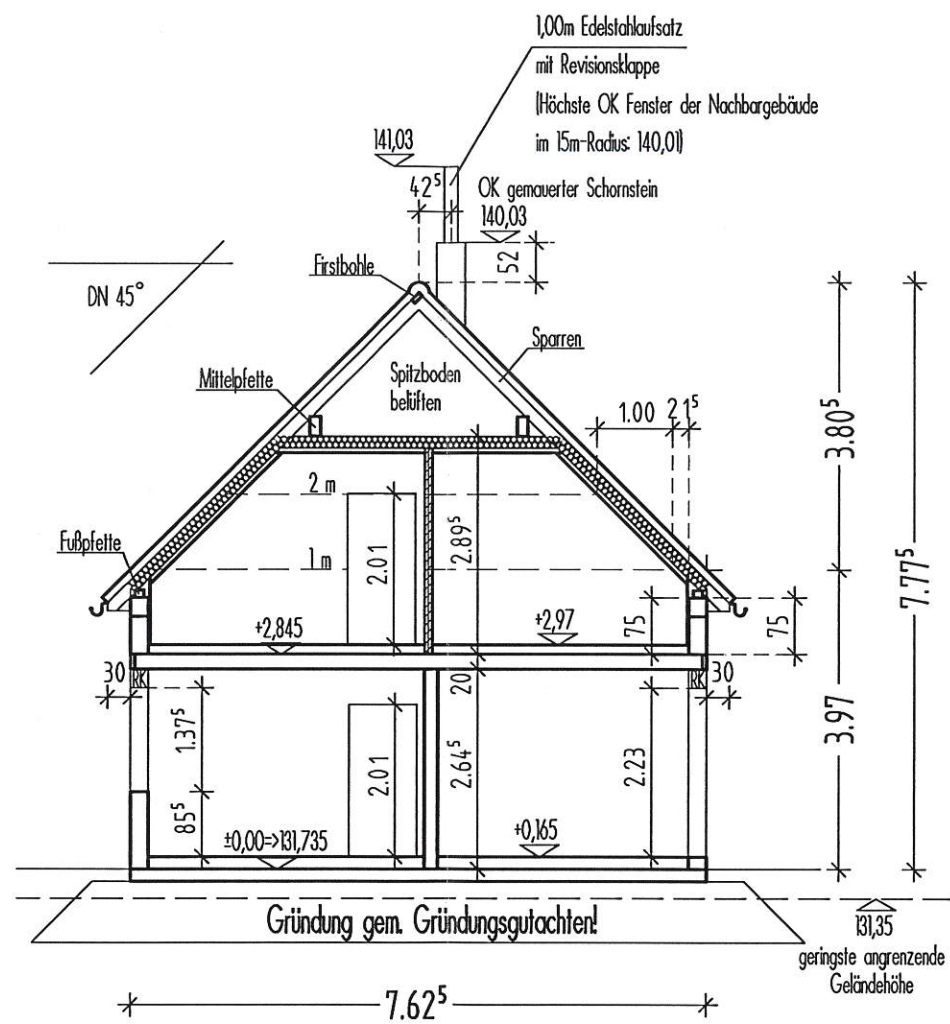 1,00m Edelstahlaufsatz
mit Revisionsklappe
(Höchste OK Fenster der Nachbargebäude
im 15m-Radius: 140,01)
141,03
42⁵
OK gemauerter Schornstein
140,03
52
Firstbohle
DN 45°
Sparren
Mittelpfette
Spitzboden
belüften
1.00
21⁵
3.80⁵
2 m
2.01
2.89⁵
7.77⁵
Fußpfette
1 m
75
75
+2,845
+2,97
30
RK
20
RK
30
3.97
1.37⁵
2.01
2.64⁵
2.23
85⁵
±0,00=>131,735
+0,165
Gründung gem. Gründungsgutachten!
131,35
geringste angrenzende
Geländehöhe
7.62⁵